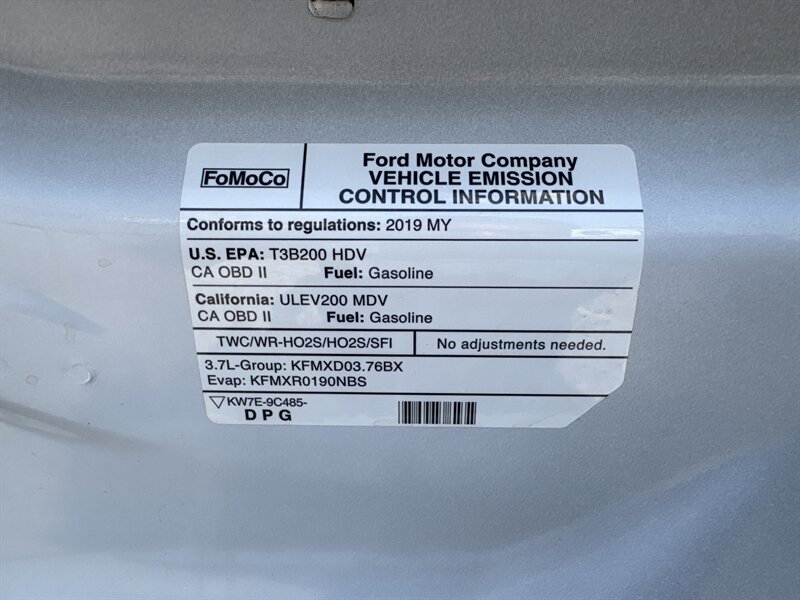 FoMoCo
Ford Motor Company
VEHICLE EMISSION
CONTROL INFORMATION
Conforms to regulations: 2019 MY
U.S. EPA: T3B200 HDV
CA OBD II Fuel: Gasoline
California: ULEV200 MDV
CA OBD II Fuel: Gasoline
TWC/WR-HO2S/HO2S/SFI No adjustments needed.
3.7L-Group: KFMXD03.76BX
Evap: KFMXR0190NBS
KW7E-9C485-
D P G